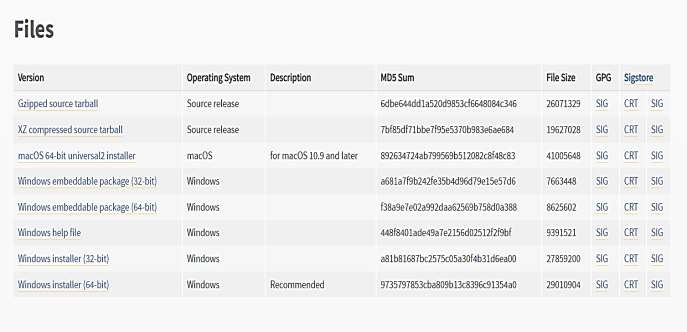 Files
Version Operating System Description MD5 Sum File Size GPG Sigstore
Gzipped source tarball Source release 6dbe644dd1a520d9853cf6648084c346 26071329 SIG CRT SIG
XZ compressed source tarball Source release 7bf85df71bbe7f95e5370b983e6ae684 19627028 SIG CRT SIG
macOS 64-bit universal2 installer macOS for macOS 10.9 and later 892634724ab799569b512082c8f48c83 41005648 SIG CRT SIG
Windows embeddable package (32-bit) Windows a681a7f9b242fe35b4d96d79e15e57d6 7663448 SIG CRT SIG
Windows embeddable package (64-bit) Windows f38a9e7e02a992daa62569b758d0a388 8625602 SIG CRT SIG
Windows help file Windows 448f8401ade49a7e2156d02512f2f9bf 9391521 SIG CRT SIG
Windows installer (32-bit) Windows a81b81687bc2575c05a30f4b31d6ea00 27859200 SIG CRT SIG
Windows installer (64-bit) Windows Recommended 9735797853cba809b13c8396c91354a0 29010904 SIG CRT SIG